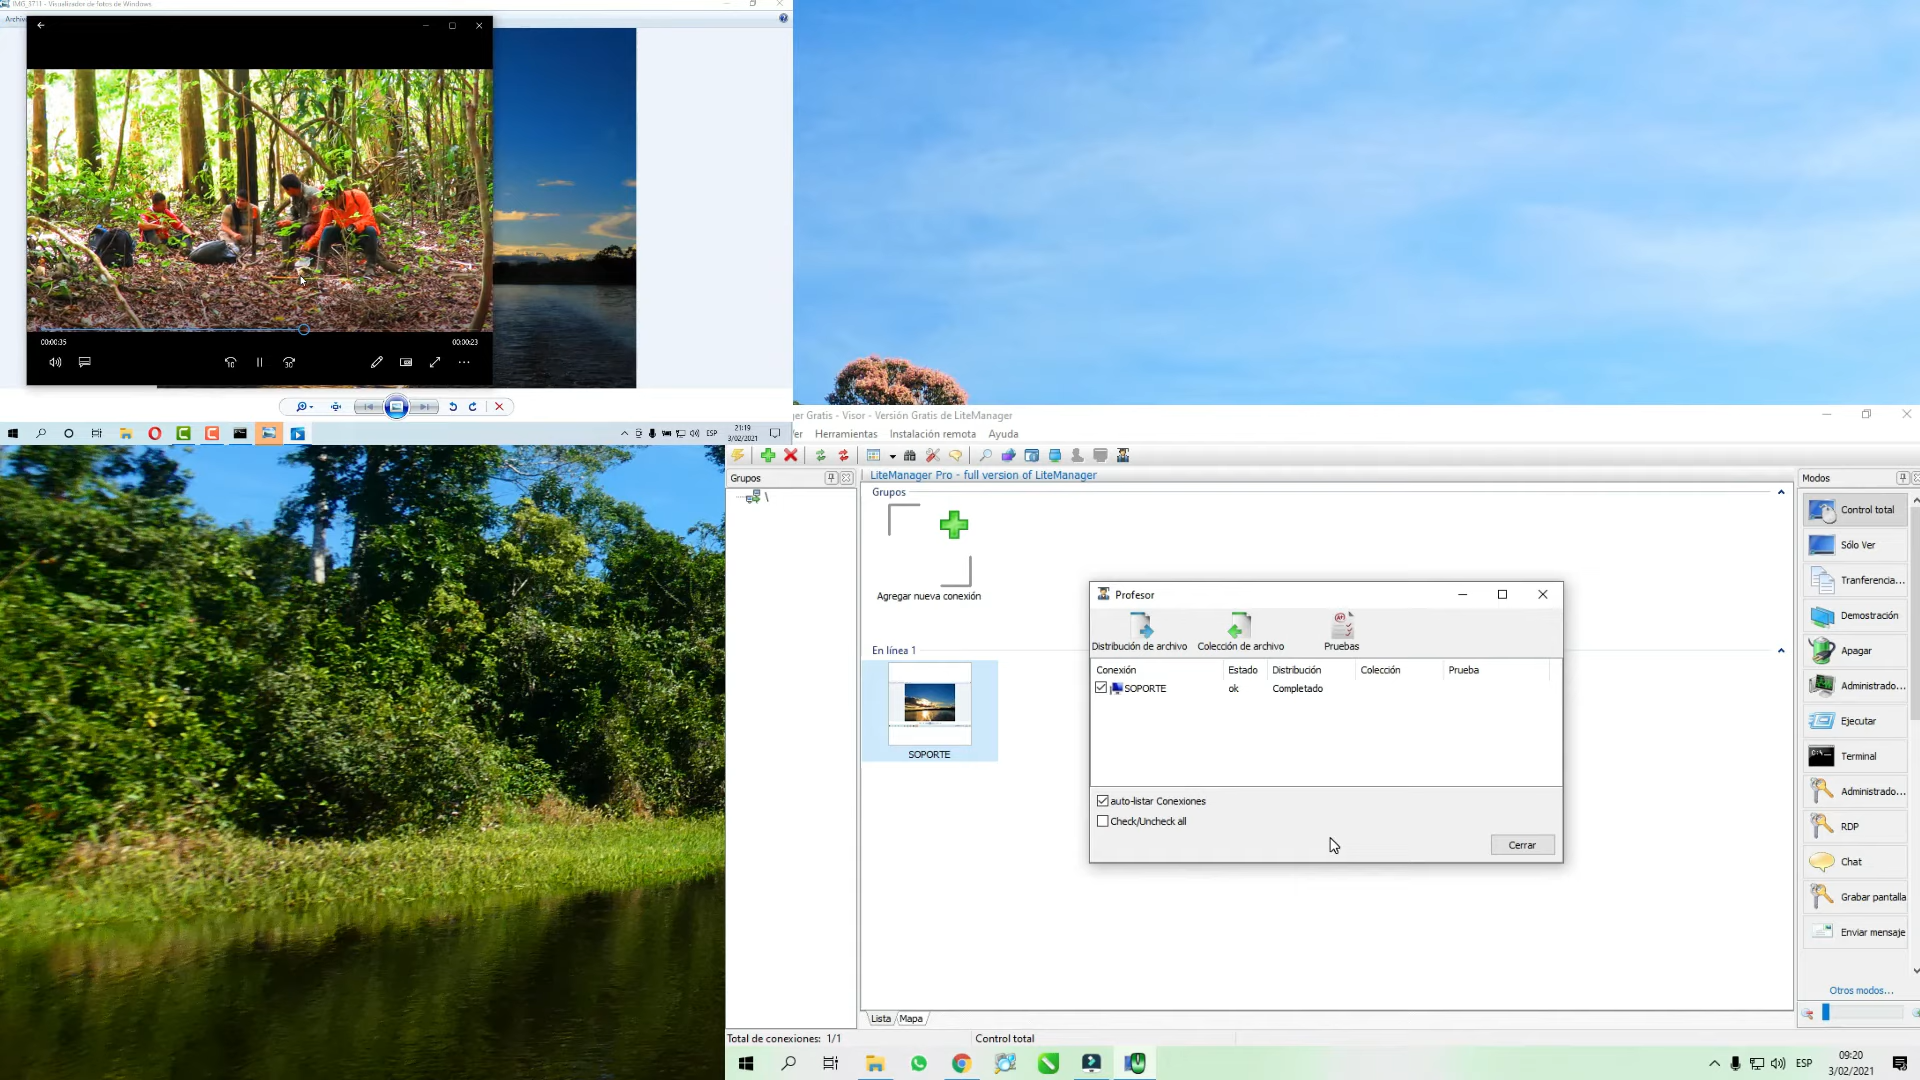 IMG_3711 - Visualizador de fotos de Windows
Archiv
00:00:35
00:00:23
10
30
ESP
21:19
3/02/2021
er Gratis - Visor - Versión Gratis de LiteManager
er Herramientas Instalación remota Ayuda
Grupos
\
LiteManager Pro - full version of LiteManager
Grupos
Agregar nueva conexión
En línea 1
SOPORTE
Profesor
Distribución de archivo Colección de archivo Pruebas
Conexión Estado Distribución Colección Prueba
SOPORTE ok Completado
auto-listar Conexiones
Check/Uncheck all
Cerrar
Modos
Control total
Sólo Ver
Tranferencia...
Demostración
Apagar
Administrado...
Ejecutar
Terminal
Administrado...
RDP
Chat
Grabar pantalla
Enviar mensaje
Otros modos...
Lista Mapa
Total de conexiones: 1/1 Control total
ESP
09:20
3/02/2021